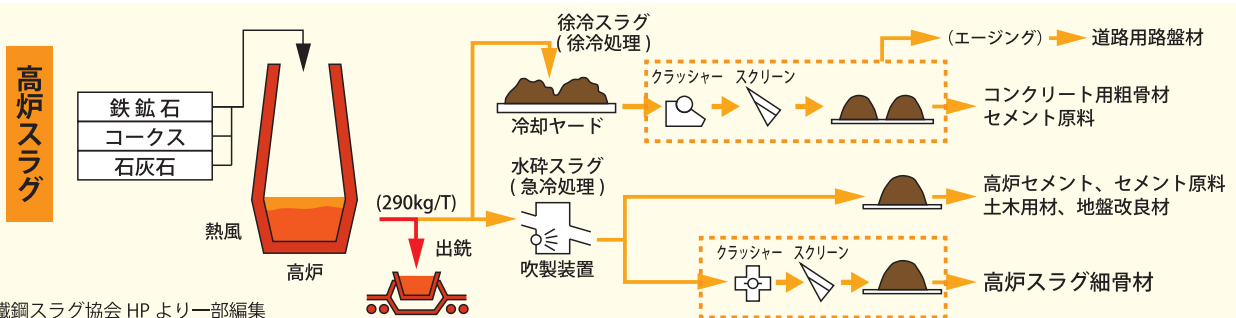 高炉スラグ
鉄鉱石
コークス
石灰石
熱風
高炉
(290kg/T)
出銑
徐冷スラグ
(徐冷処理)
冷却ヤード
クラッシャー スクリーン
(エージング)
道路用路盤材
コンクリート用粗骨材
セメント原料
水砕スラグ
(急冷処理)
吹製装置
高炉セメント、セメント原料
土木用材、地盤改良材
クラッシャー スクリーン
高炉スラグ細骨材
鐵鋼スラグ協会 HP より一部編集